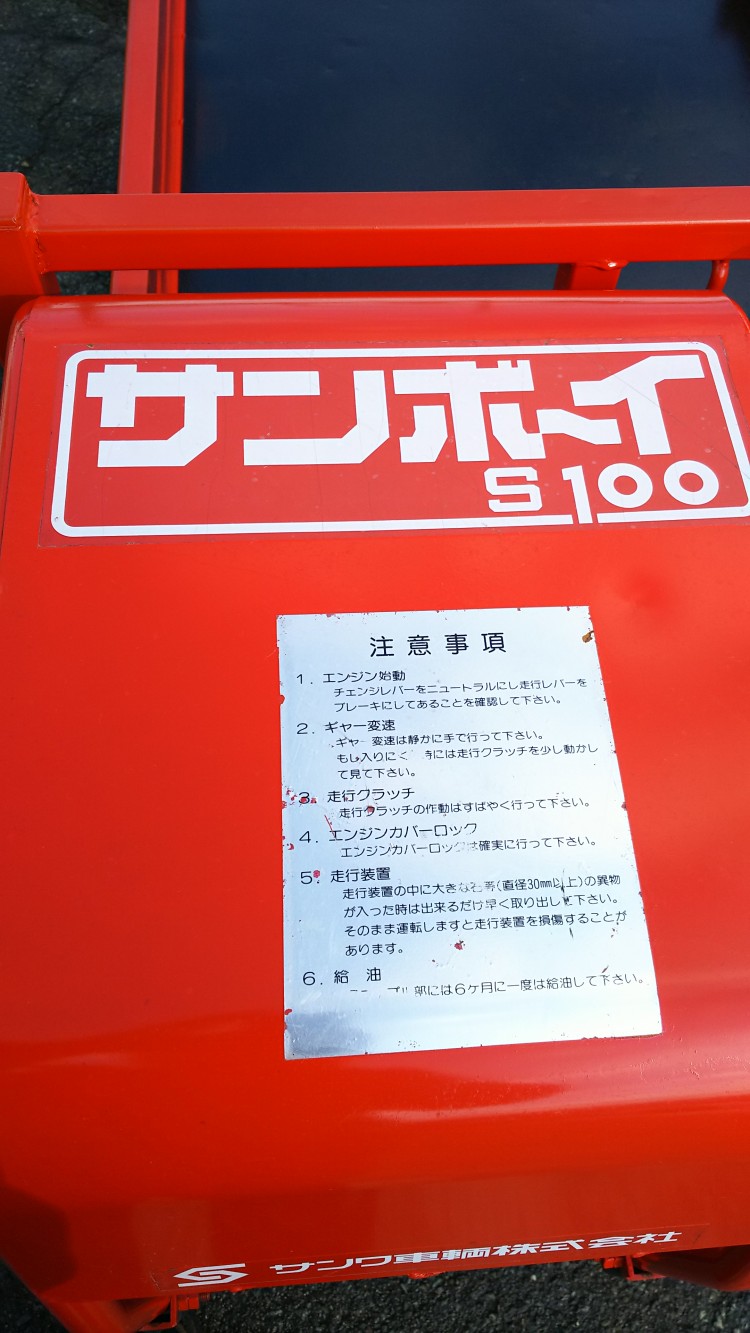 サンボーイ
S100
注意事項
1. エンジン始動
チェンジレバーをニュートラルにし走行レバーを
ブレーキにしてあることを確認して下さい。
2. ギヤー変速
ギヤー変速は静かに手で行って下さい。
もし入りにく 時には走行クラッチを少し動かし
て見て下さい。
3. 走行クラッチ
走行クラッチの作動はすばやく行って下さい。
4. エンジンカバーロック
エンジンカバーロックは確実に行って下さい。
5. 走行装置
走行装置の中に大きな石等(直径30mm以上)の異物
が入った時は出来るだけ早く取り出して下さい。
そのまま運転しますと走行装置を損傷することが
あります。
6. 給 油
部には6ケ月に一度は給油して下さい。
サンワ車輌株式会社